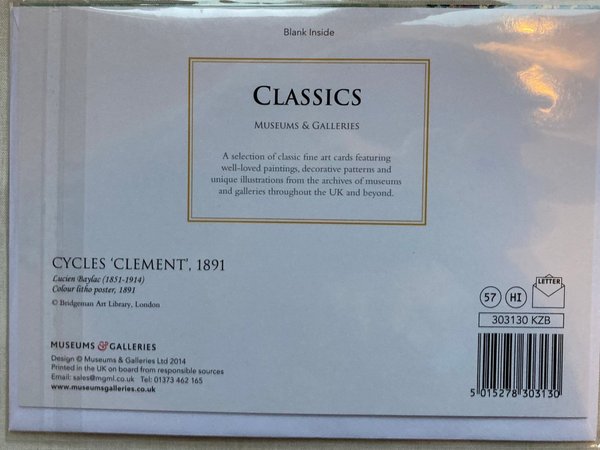 Blank Inside
CLASSICS
MUSEUMS & GALLERIES
A selection of classic fine art cards featuring
well-loved paintings, decorative patterns and
unique illustrations from the archives of museums
and galleries throughout the UK and beyond.
CYCLES ‘CLEMENT’, 1891
Lucien Baylac (1851-1914)
Colour litho poster, 1891
© Bridgeman Art Library, London
57 HI LETTER
303130 KZB
MUSEUMS & GALLERIES
Design © Museums & Galleries Ltd 2014
Printed in the UK on board from responsible sources
Email: sales@mgml.co.uk Tel: 01373 462 165
www.museumsgalleries.co.uk
5 015278 303130